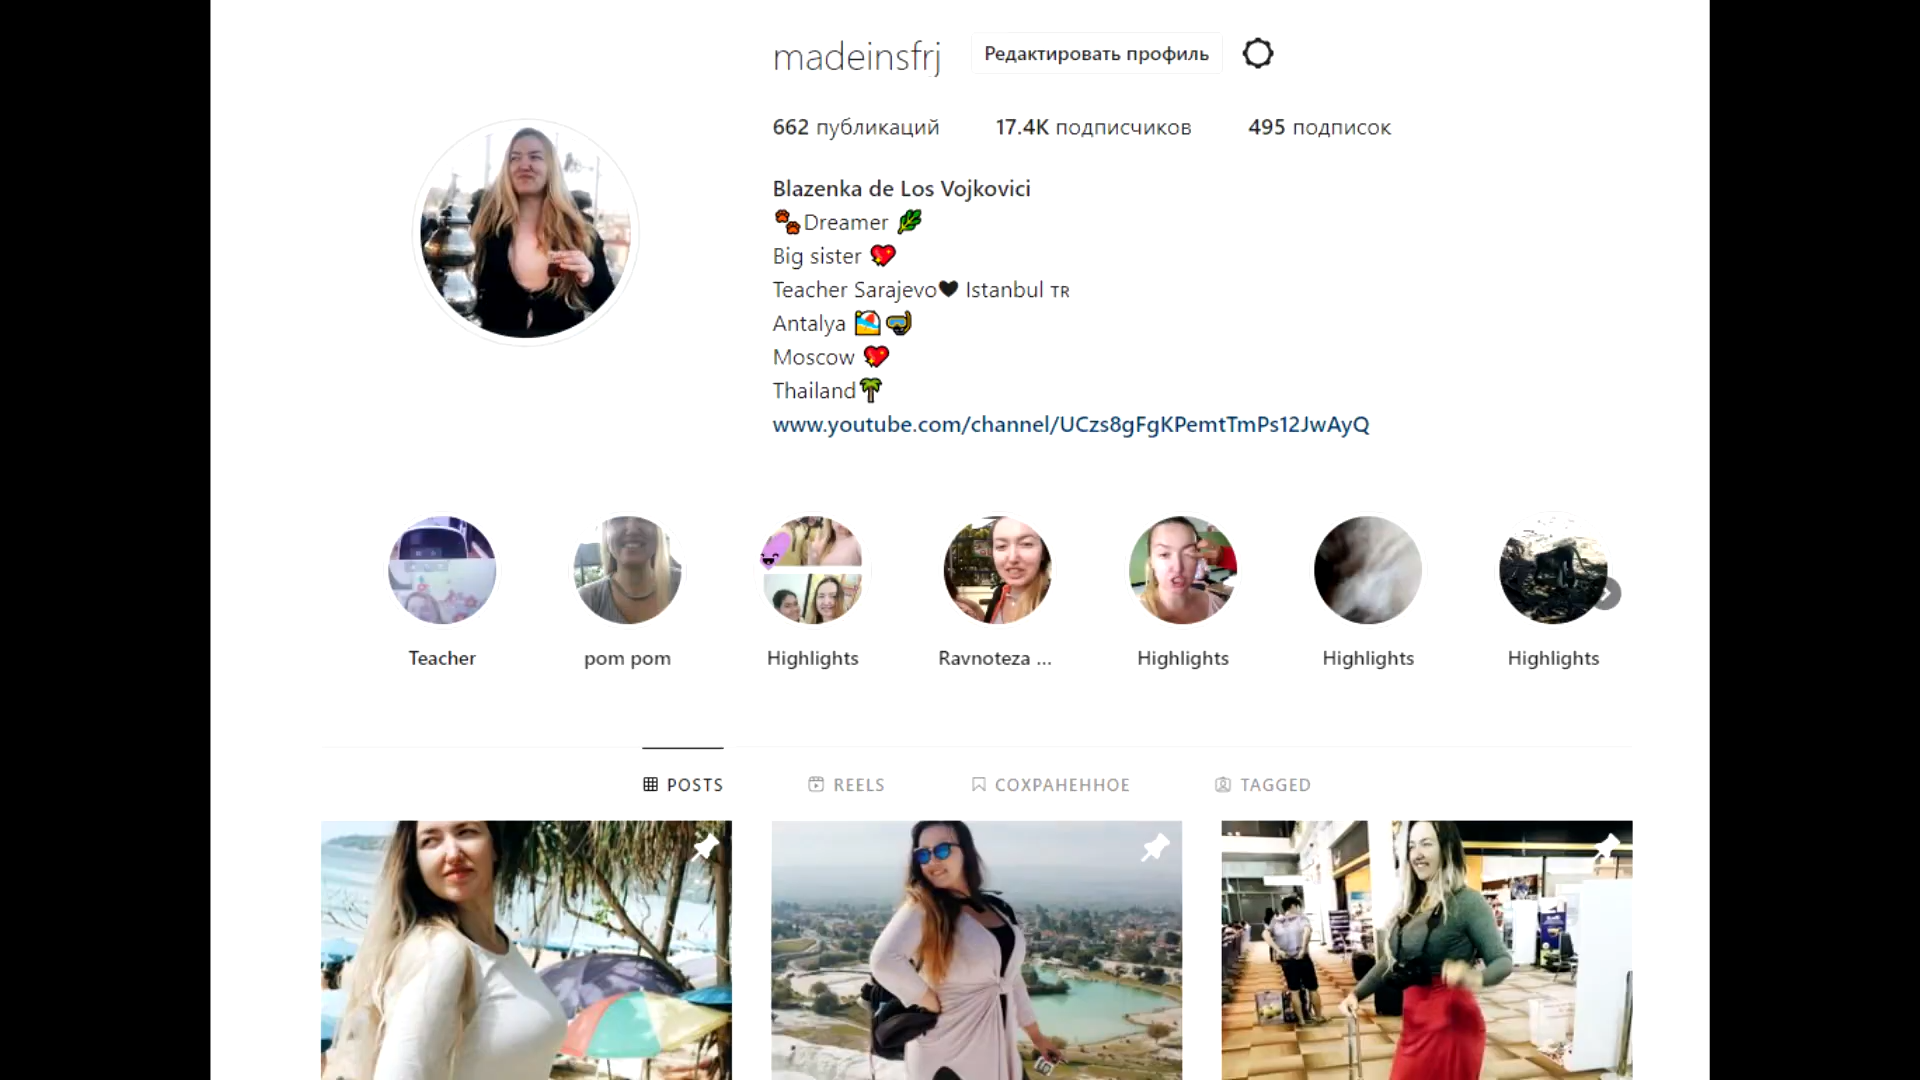 madeinsfrj Редактировать профиль
662 публикаций 17.4K подписчиков 495 подписок
Blazenka de Los Vojkovici
🐾Dreamer 🌿
Big sister 💖
Teacher Sarajevo🖤 Istanbul TR
Antalya 🏖🤿
Moscow 💖
Thailand🌴
www.youtube.com/channel/UCzs8gFgKPemtTmPs12JwAyQ
Teacher pom pom Highlights Ravnoteza ... Highlights Highlights Highlights
POSTS REELS СОХРАНЕННОЕ TAGGED